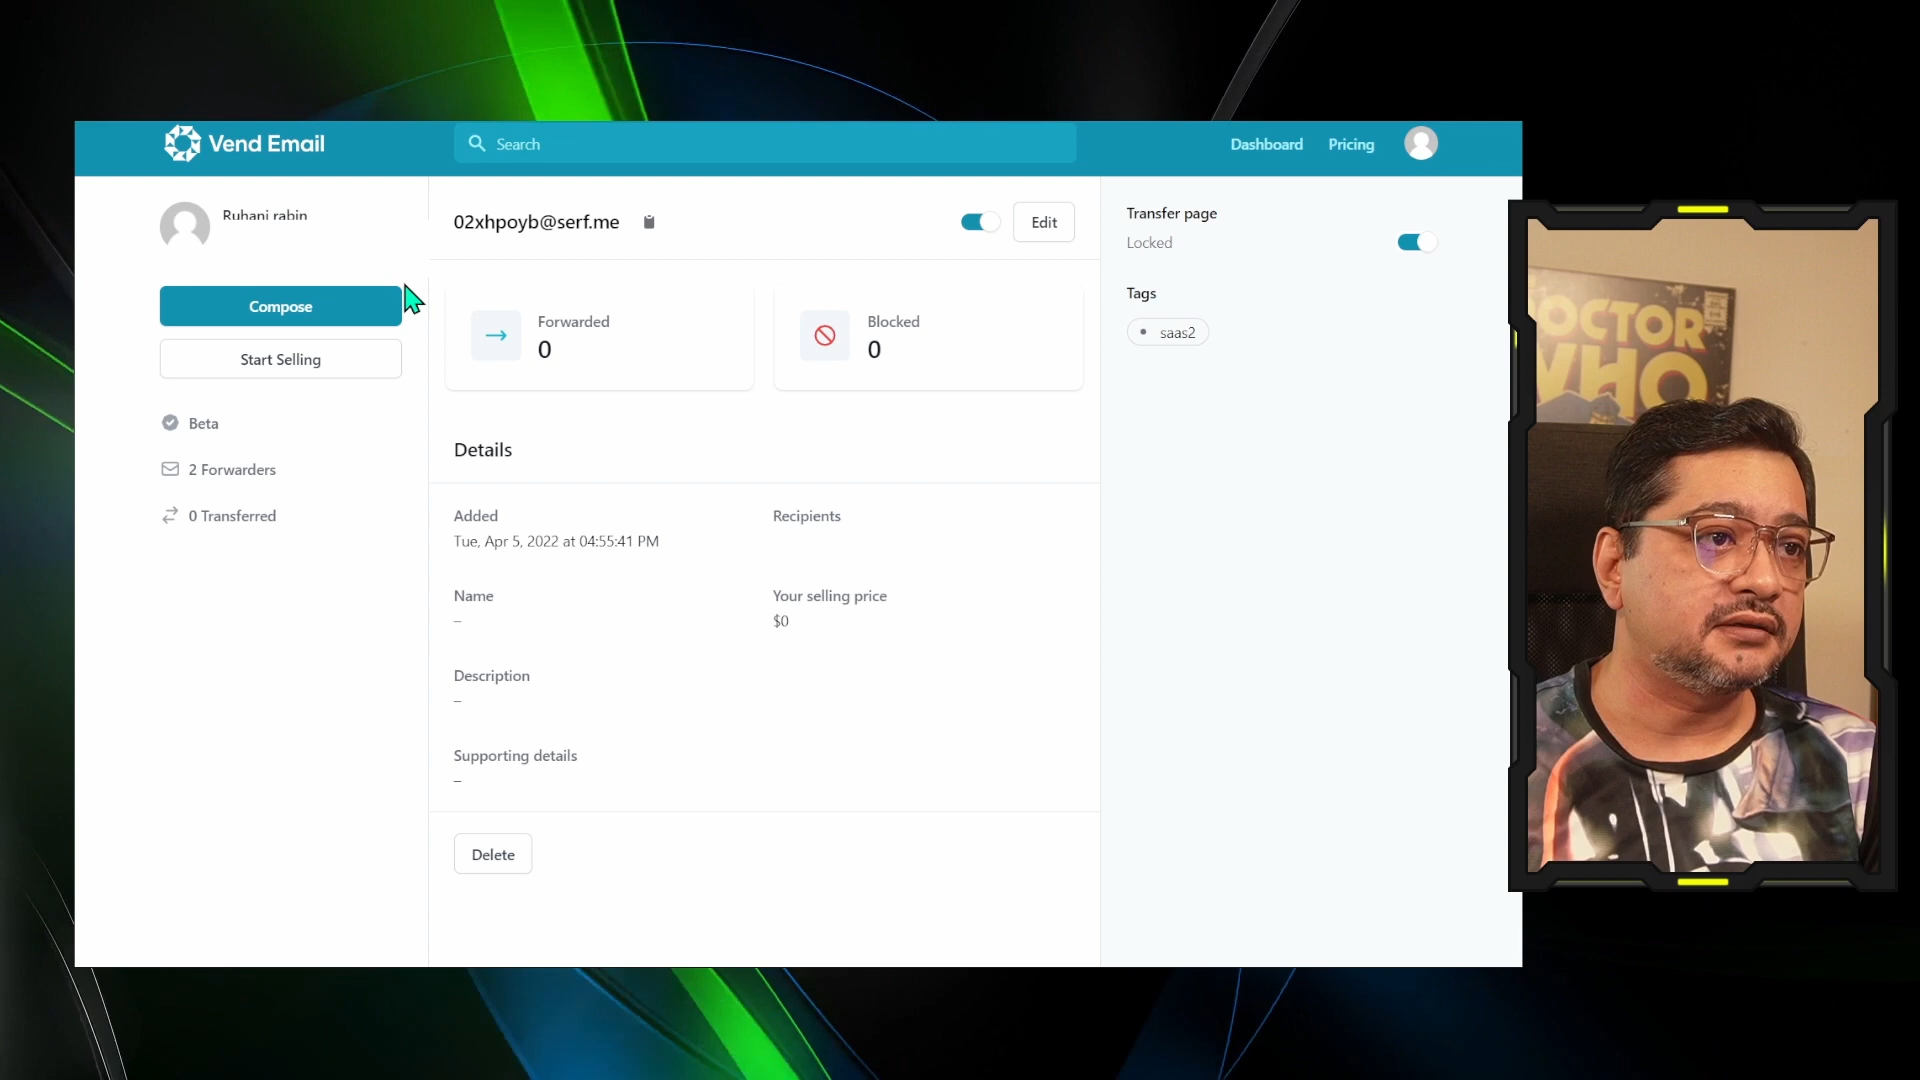 Vend Email
Search
Dashboard
Pricing
Ruhani rabin
Compose
Start Selling
Beta
2 Forwarders
0 Transferred
02xhpoyb@serf.me
Edit
Forwarded
0
Blocked
0
Details
Added
Tue, Apr 5, 2022 at 04:55:41 PM
Recipients
Name
–
Your selling price
$0
Description
–
Supporting details
–
Delete
Transfer page
Locked
Tags
saas2
DOCTOR
WHO